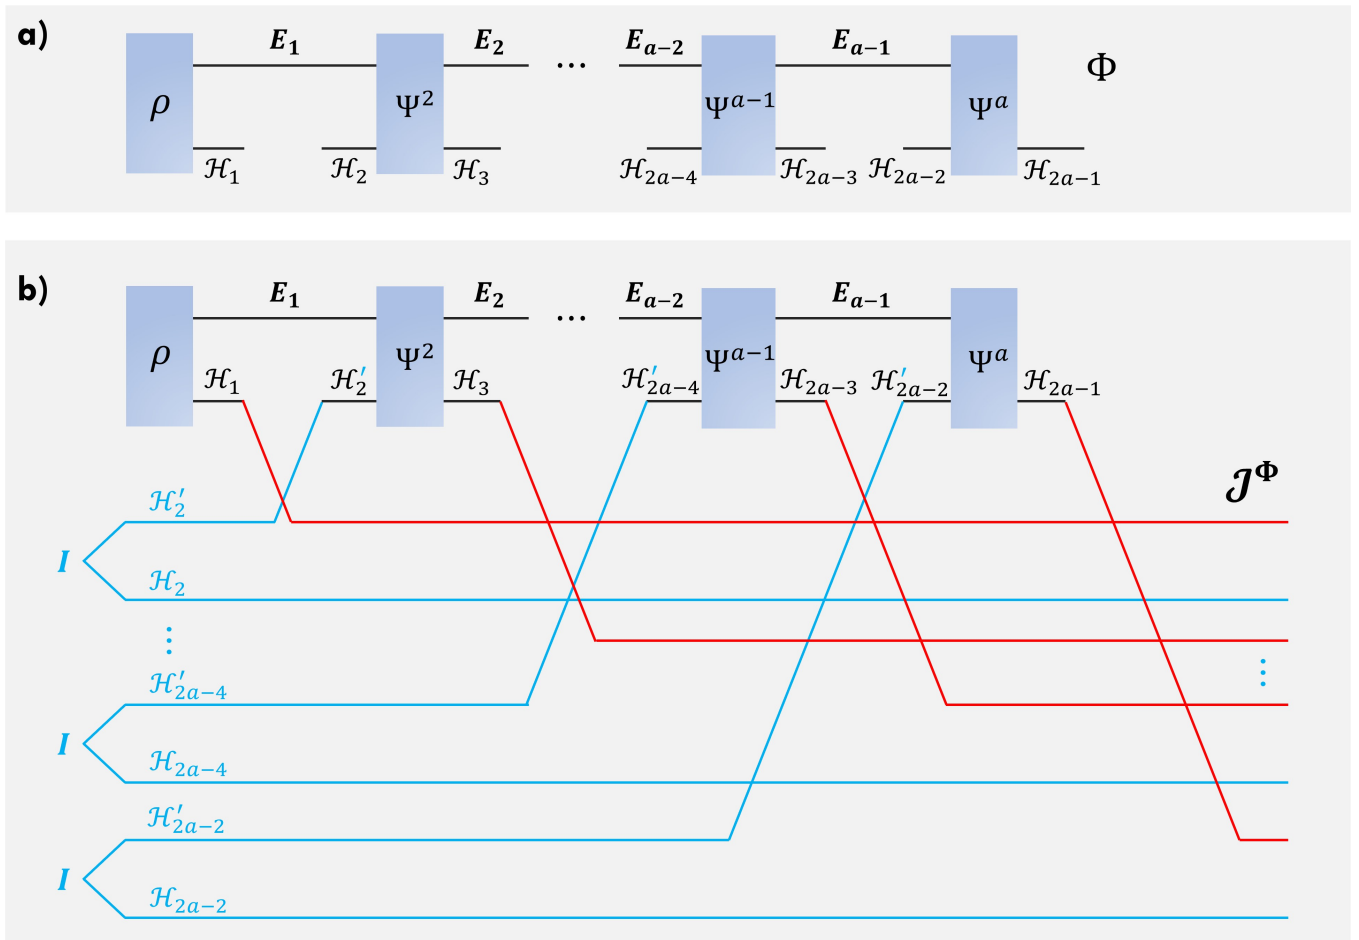 a)
E₁ E₂ ... Eₐ₋₂ Eₐ₋₁ Φ
ρ Ψ² Ψᵃ⁻¹ Ψᵃ
ℋ₁ ℋ₂ ℋ₃ ℋ₂ₐ₋₄ ℋ₂ₐ₋₃ ℋ₂ₐ₋₂ ℋ₂ₐ₋₁
b)
E₁ E₂ ... Eₐ₋₂ Eₐ₋₁
ρ Ψ² Ψᵃ⁻¹ Ψᵃ
ℋ₁ ℋ₂′ ℋ₃ ℋ₂ₐ₋₄′ ℋ₂ₐ₋₃ ℋ₂ₐ₋₂′ ℋ₂ₐ₋₁
𝒥^Φ
ℋ₂′
I
ℋ₂
⋮ ⋮
ℋ₂ₐ₋₄′
I
ℋ₂ₐ₋₄
ℋ₂ₐ₋₂′
I
ℋ₂ₐ₋₂